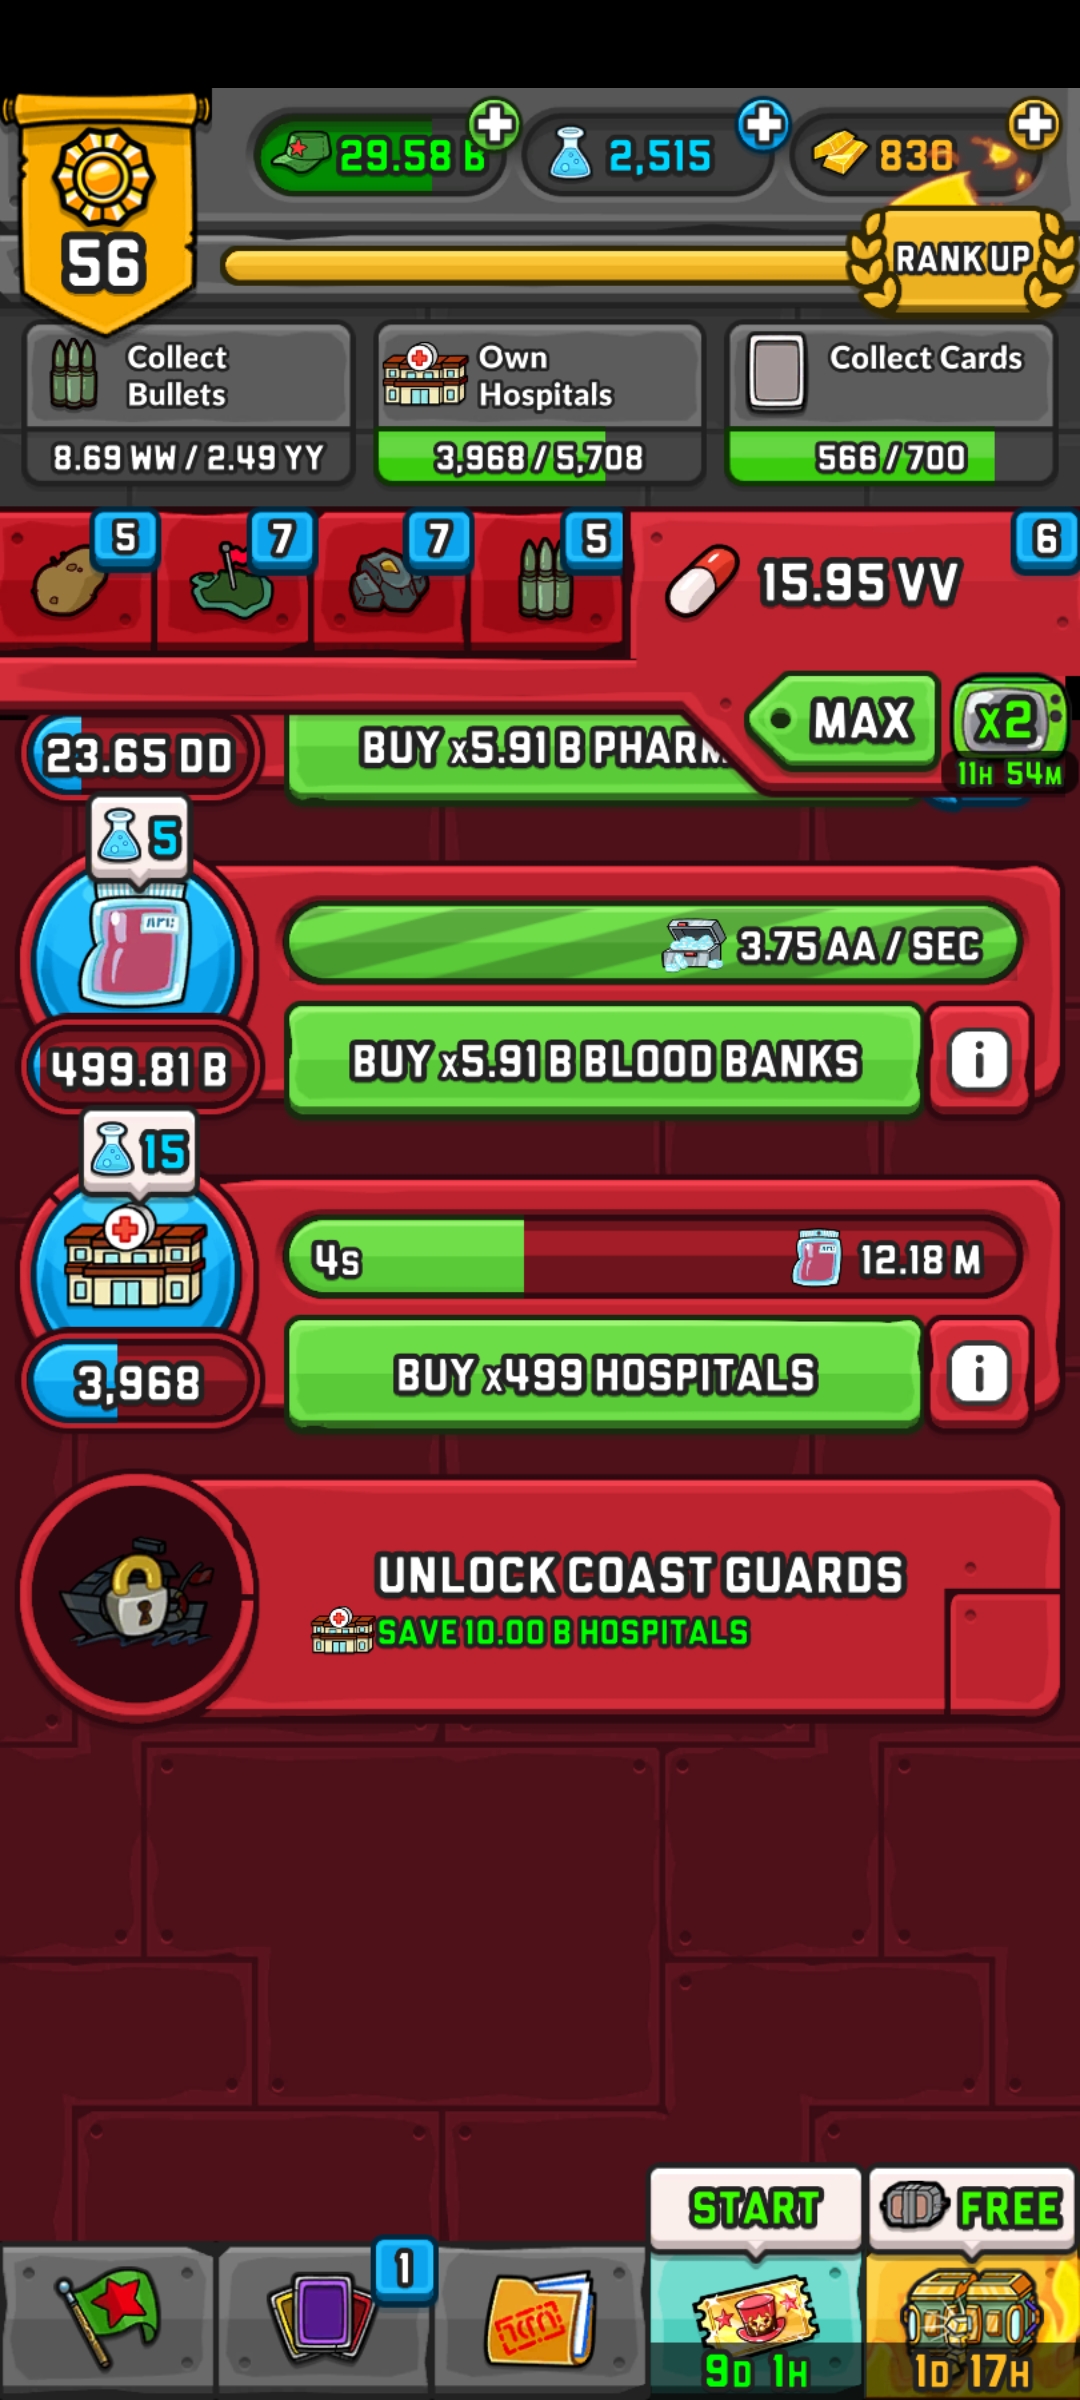 29.58 B
2,515
830
56
RANK UP
Collect Bullets
8.69 WW / 2.49 YY
Own Hospitals
3,968 / 5,708
Collect Cards
566 / 700
5
7
7
5
15.95 VV
6
MAX
x2
11H 54M
23.65 DD
BUY x5.91 B PHARM
5
3.75 AA / SEC
499.81 B
BUY x5.91 B BLOOD BANKS
i
15
4s
12.18 M
3,968
BUY x499 HOSPITALS
i
UNLOCK COAST GUARDS
SAVE 10.00 B HOSPITALS
START
FREE
1
9D 1H
1D 17H